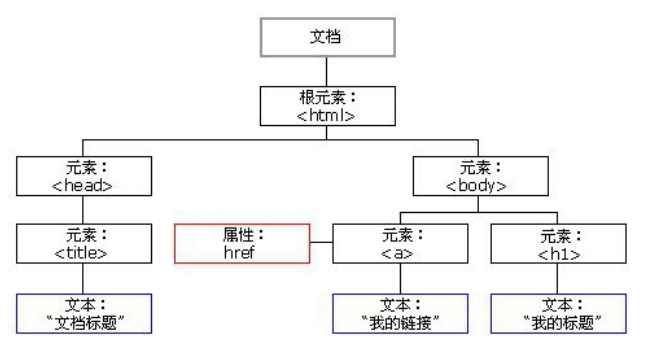 文档
根元素：
<html>
元素：
<head>
元素：
<body>
元素：
<title>
属性：
href
元素：
<a>
元素：
<h1>
文本：
“文档标题”
文本：
“我的链接”
文本：
“我的标题”